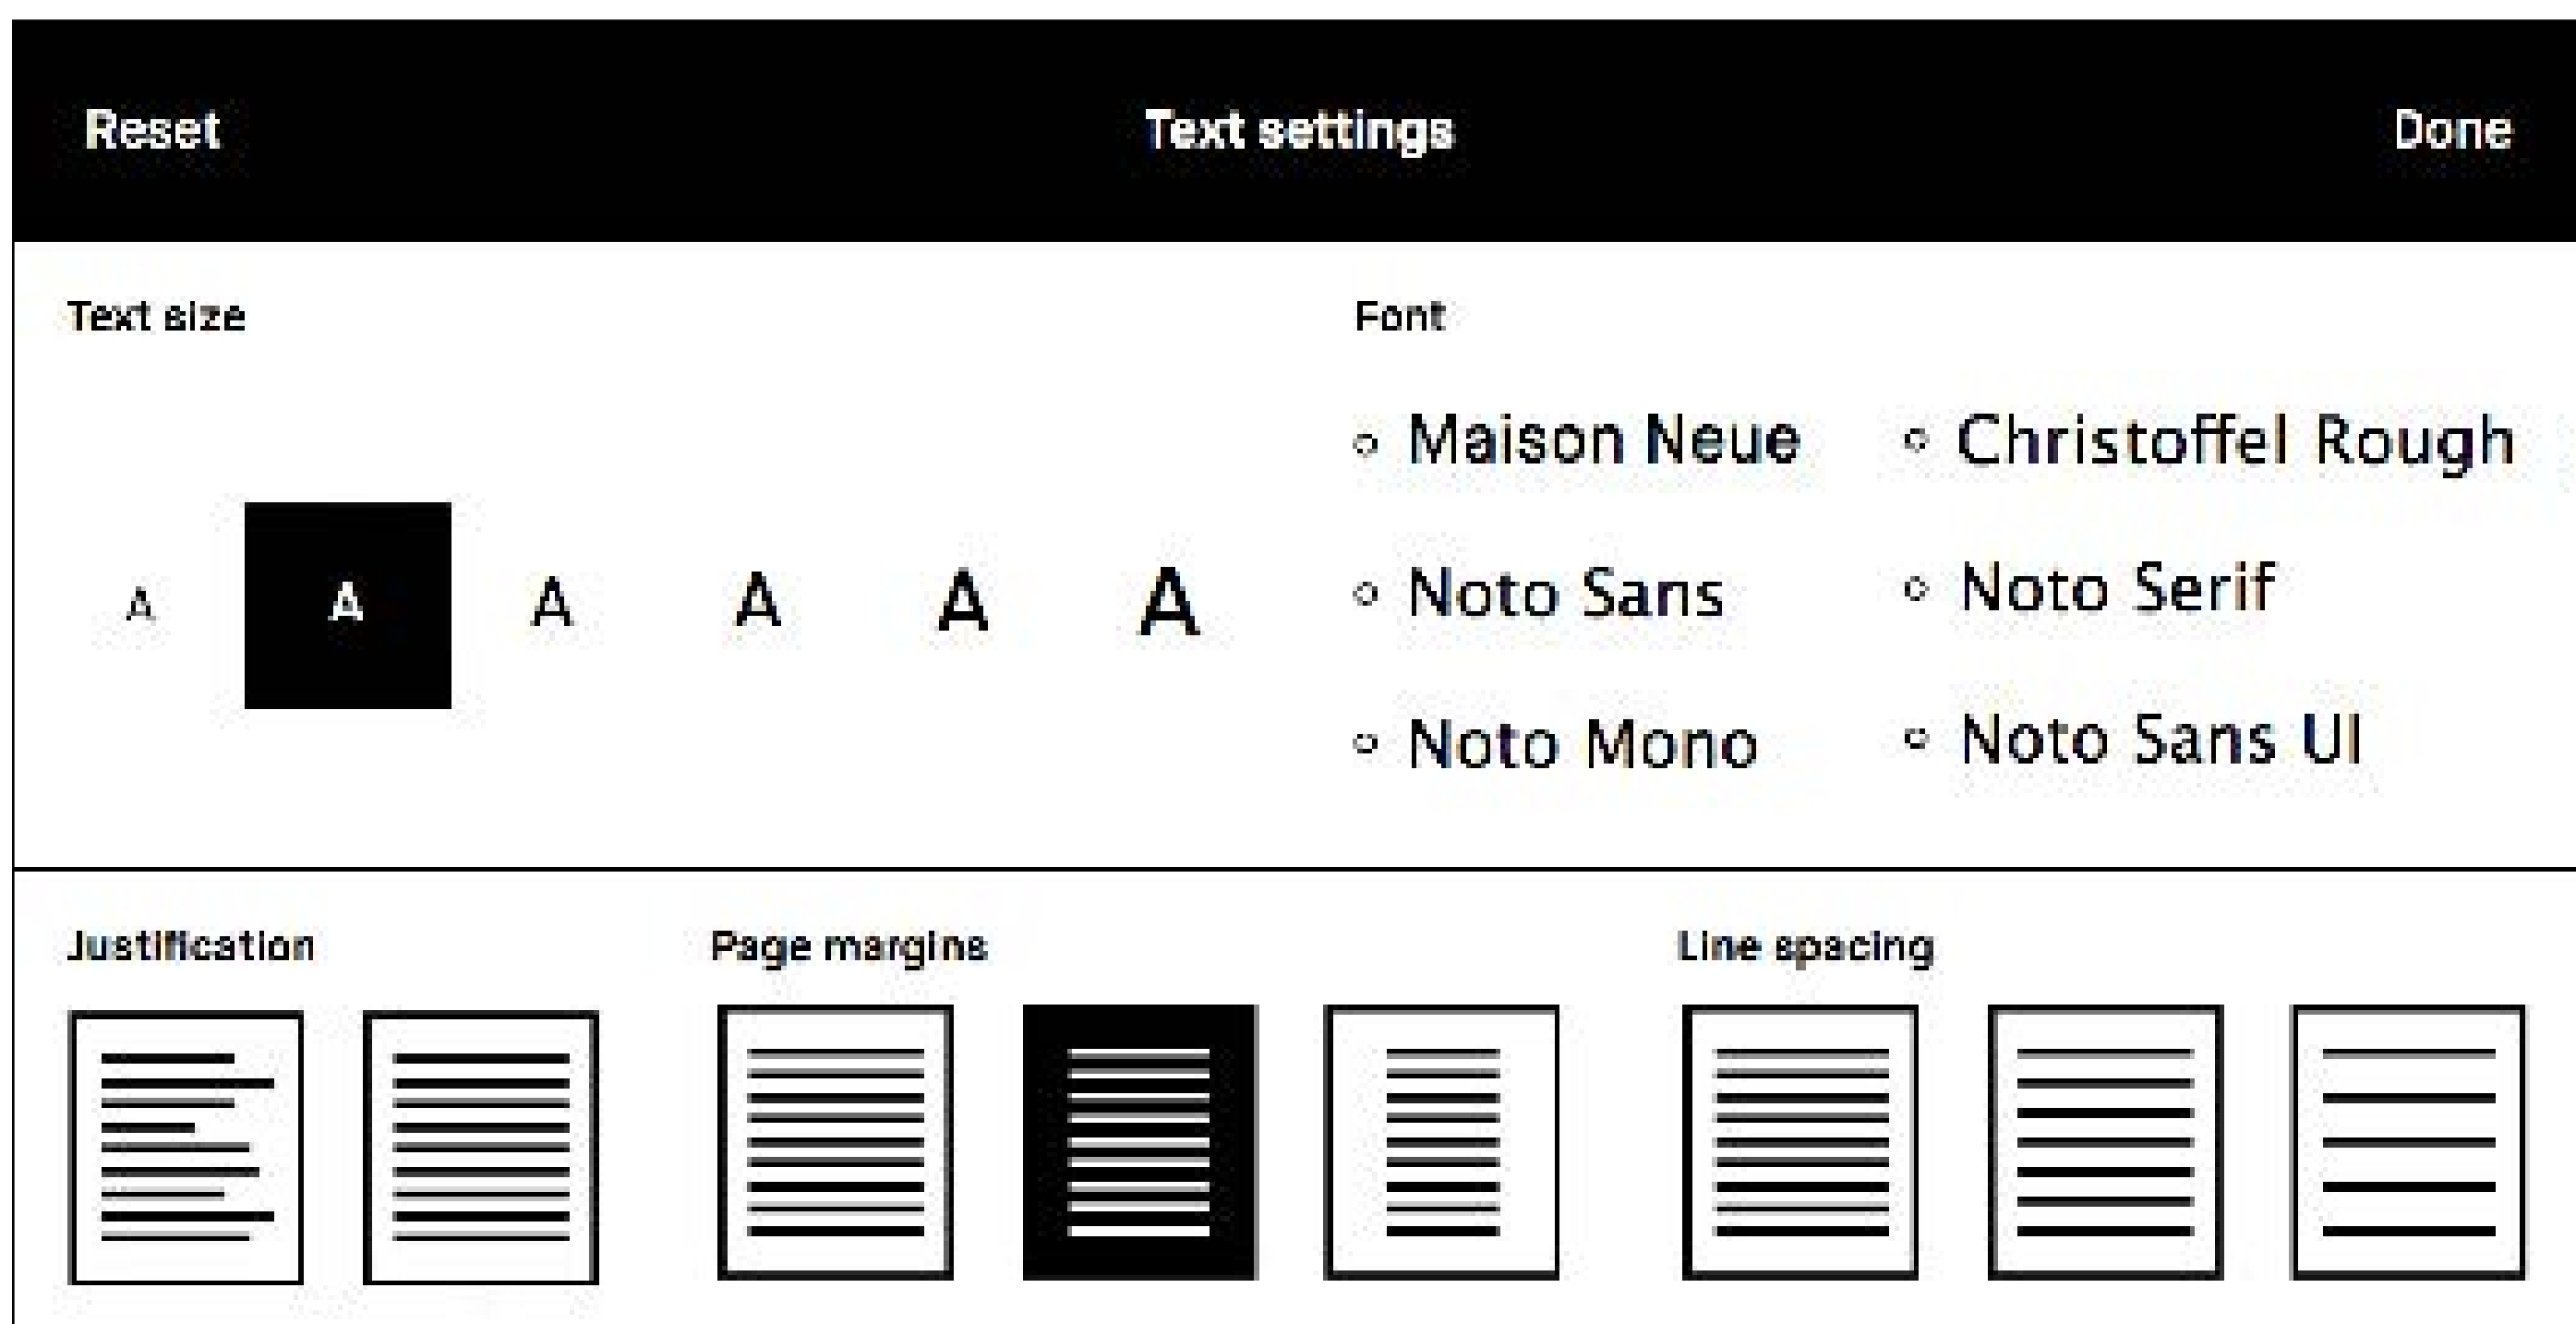 Reset Text settings Done
Text size
A A A A A A
Font
Maison Neue Christoffel Rough
Noto Sans Noto Serif
Noto Mono Noto Sans UI
Justification
Page margins
Line spacing